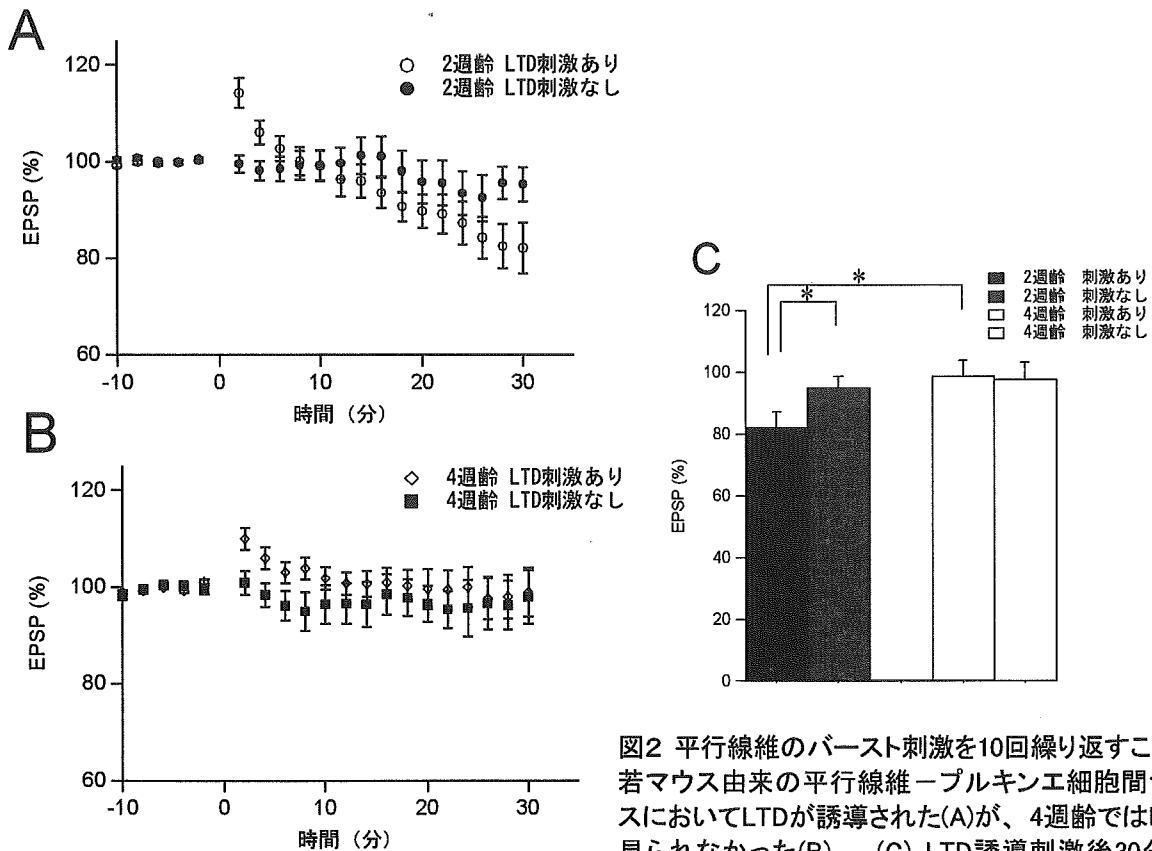 A
120
100
80
60
EPSP (%)
-10
0
10
20
30
時間（分）
○ 2週齢 LTD刺激あり
● 2週齢 LTD刺激なし
B
120
100
80
60
EPSP (%)
-10
0
10
20
30
時間（分）
◇ 4週齢 LTD刺激あり
■ 4週齢 LTD刺激なし
C
120
100
80
60
40
20
0
EPSP (%)
*
*
2週齢 刺激あり
2週齢 刺激なし
4週齢 刺激あり
4週齢 刺激なし
図2 平行線維のバースト刺激を10回繰り返すこ
若マウス由来の平行線維－プルキンエ細胞間
スにおいてLTDが誘導された(A)が、4週齢では
見られなかった(B)。 (C) LTD誘導刺激後30分